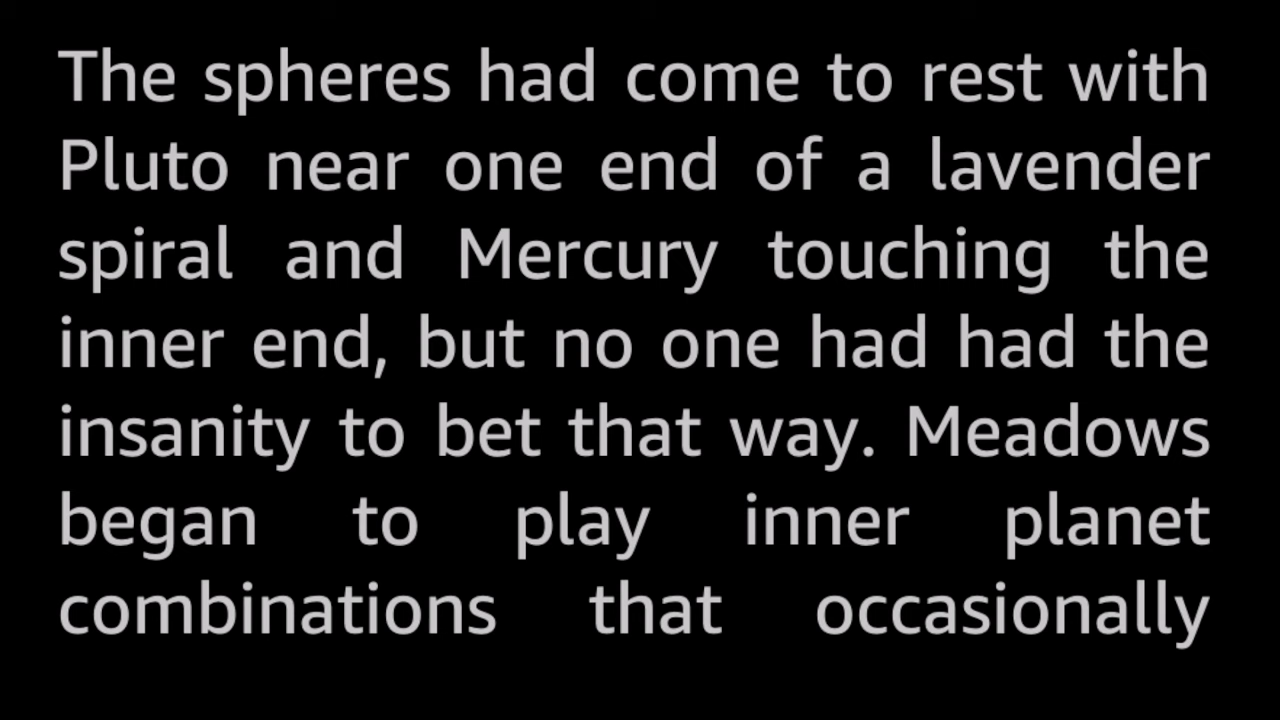 The spheres had come to rest with
Pluto near one end of a lavender
spiral and Mercury touching the
inner end, but no one had had the
insanity to bet that way. Meadows
began to play inner planet
combinations that occasionally